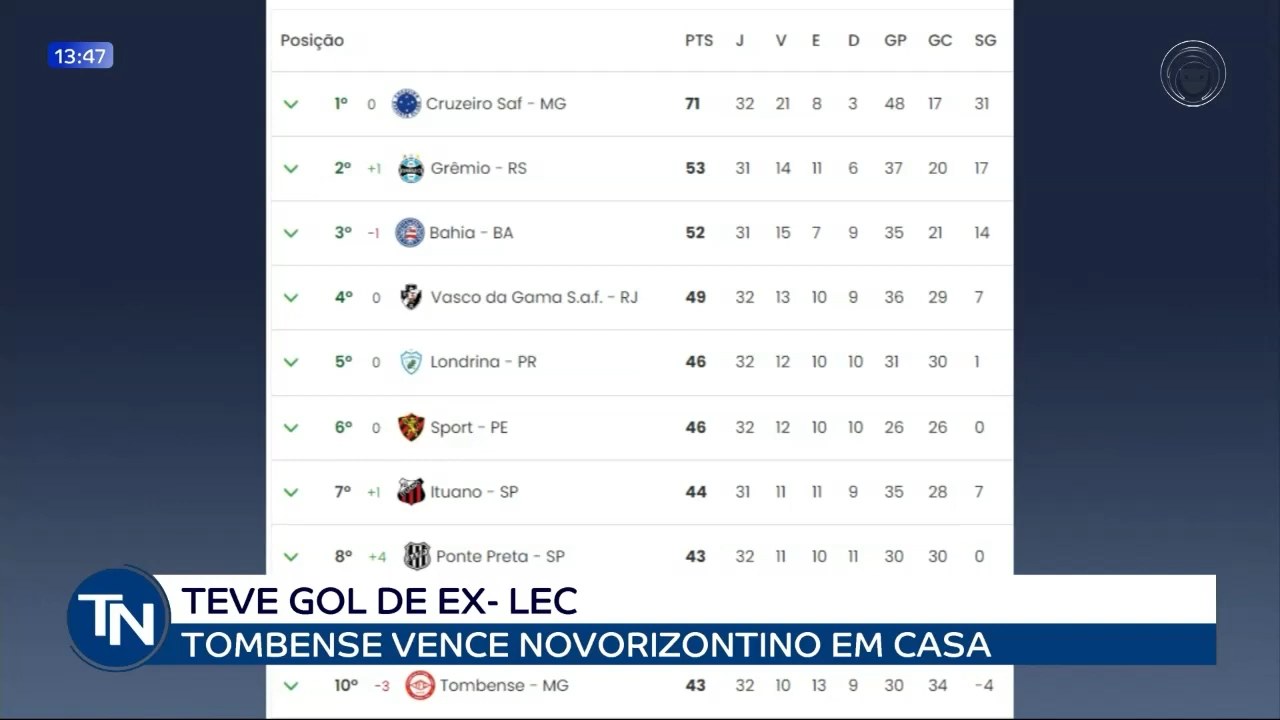 13:47
Posição PTS J V E D GP GC SG
1º 0 Cruzeiro Saf - MG 71 32 21 8 3 48 17 31
2º +1 Grêmio - RS 53 31 14 11 6 37 20 17
3º -1 Bahia - BA 52 31 15 7 9 35 21 14
4º 0 Vasco da Gama S.a.f. - RJ 49 32 13 10 9 36 29 7
5º 0 Londrina - PR 46 32 12 10 10 31 30 1
6º 0 Sport - PE 46 32 12 10 10 26 26 0
7º +1 Ituano - SP 44 31 11 11 9 35 28 7
8º +4 Ponte Preta - SP 43 32 11 10 11 30 30 0
TN
TEVE GOL DE EX- LEC
TOMBENSE VENCE NOVORIZONTINO EM CASA
10º -3 Tombense - MG 43 32 10 13 9 30 34 -4